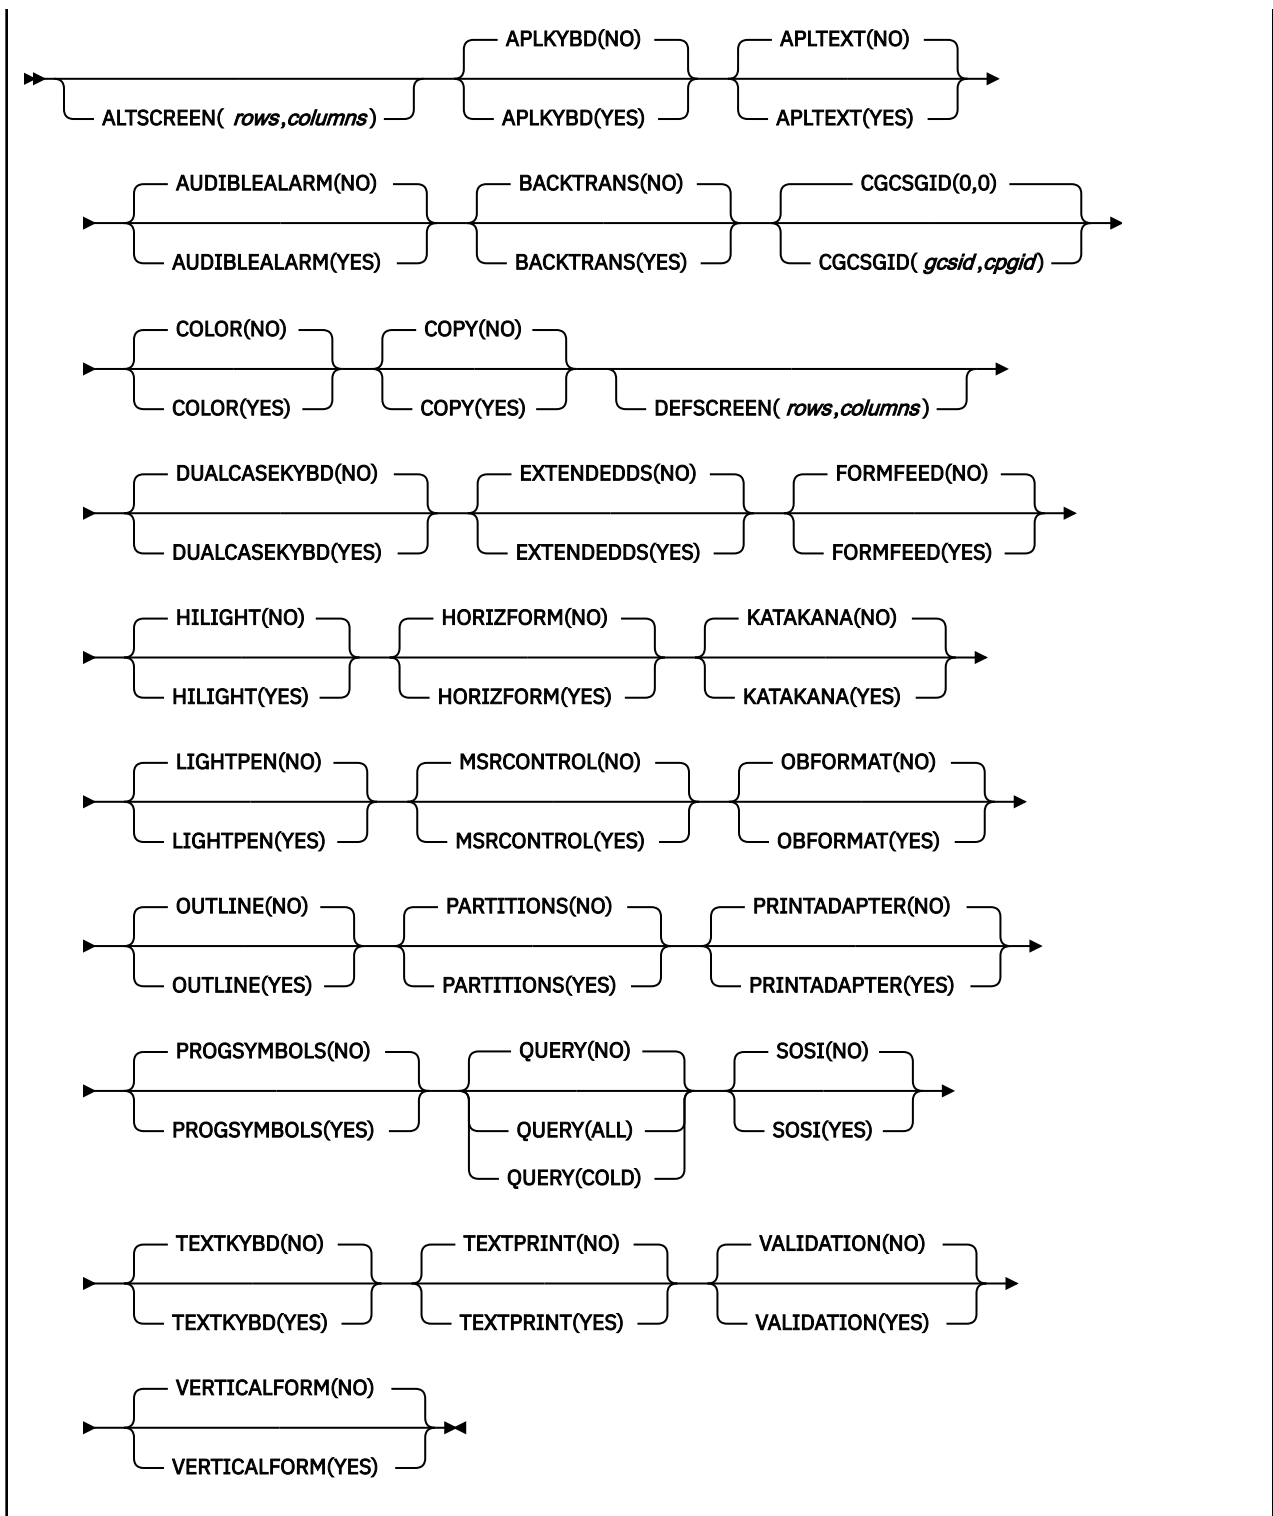 APLKYBD(NO) APLTEXT(NO)
ALTSCREEN( rows,columns) APLKYBD(YES) APLTEXT(YES)
AUDIBLEALARM(NO) BACKTRANS(NO) CGCSGID(0,0)
AUDIBLEALARM(YES) BACKTRANS(YES) CGCSGID( gcsid,cpgid)
COLOR(NO) COPY(NO)
COLOR(YES) COPY(YES) DEFSCREEN( rows,columns)
DUALCASEKYBD(NO) EXTENDEDDS(NO) FORMFEED(NO)
DUALCASEKYBD(YES) EXTENDEDDS(YES) FORMFEED(YES)
HILIGHT(NO) HORIZFORM(NO) KATAKANA(NO)
HILIGHT(YES) HORIZFORM(YES) KATAKANA(YES)
LIGHTPEN(NO) MSRCONTROL(NO) OBFORMAT(NO)
LIGHTPEN(YES) MSRCONTROL(YES) OBFORMAT(YES)
OUTLINE(NO) PARTITIONS(NO) PRINTADAPTER(NO)
OUTLINE(YES) PARTITIONS(YES) PRINTADAPTER(YES)
PROGSYMBOLS(NO) QUERY(NO) SOSI(NO)
PROGSYMBOLS(YES) QUERY(ALL) SOSI(YES)
QUERY(COLD)
TEXTKYBD(NO) TEXTPRINT(NO) VALIDATION(NO)
TEXTKYBD(YES) TEXTPRINT(YES) VALIDATION(YES)
VERTICALFORM(NO)
VERTICALFORM(YES)